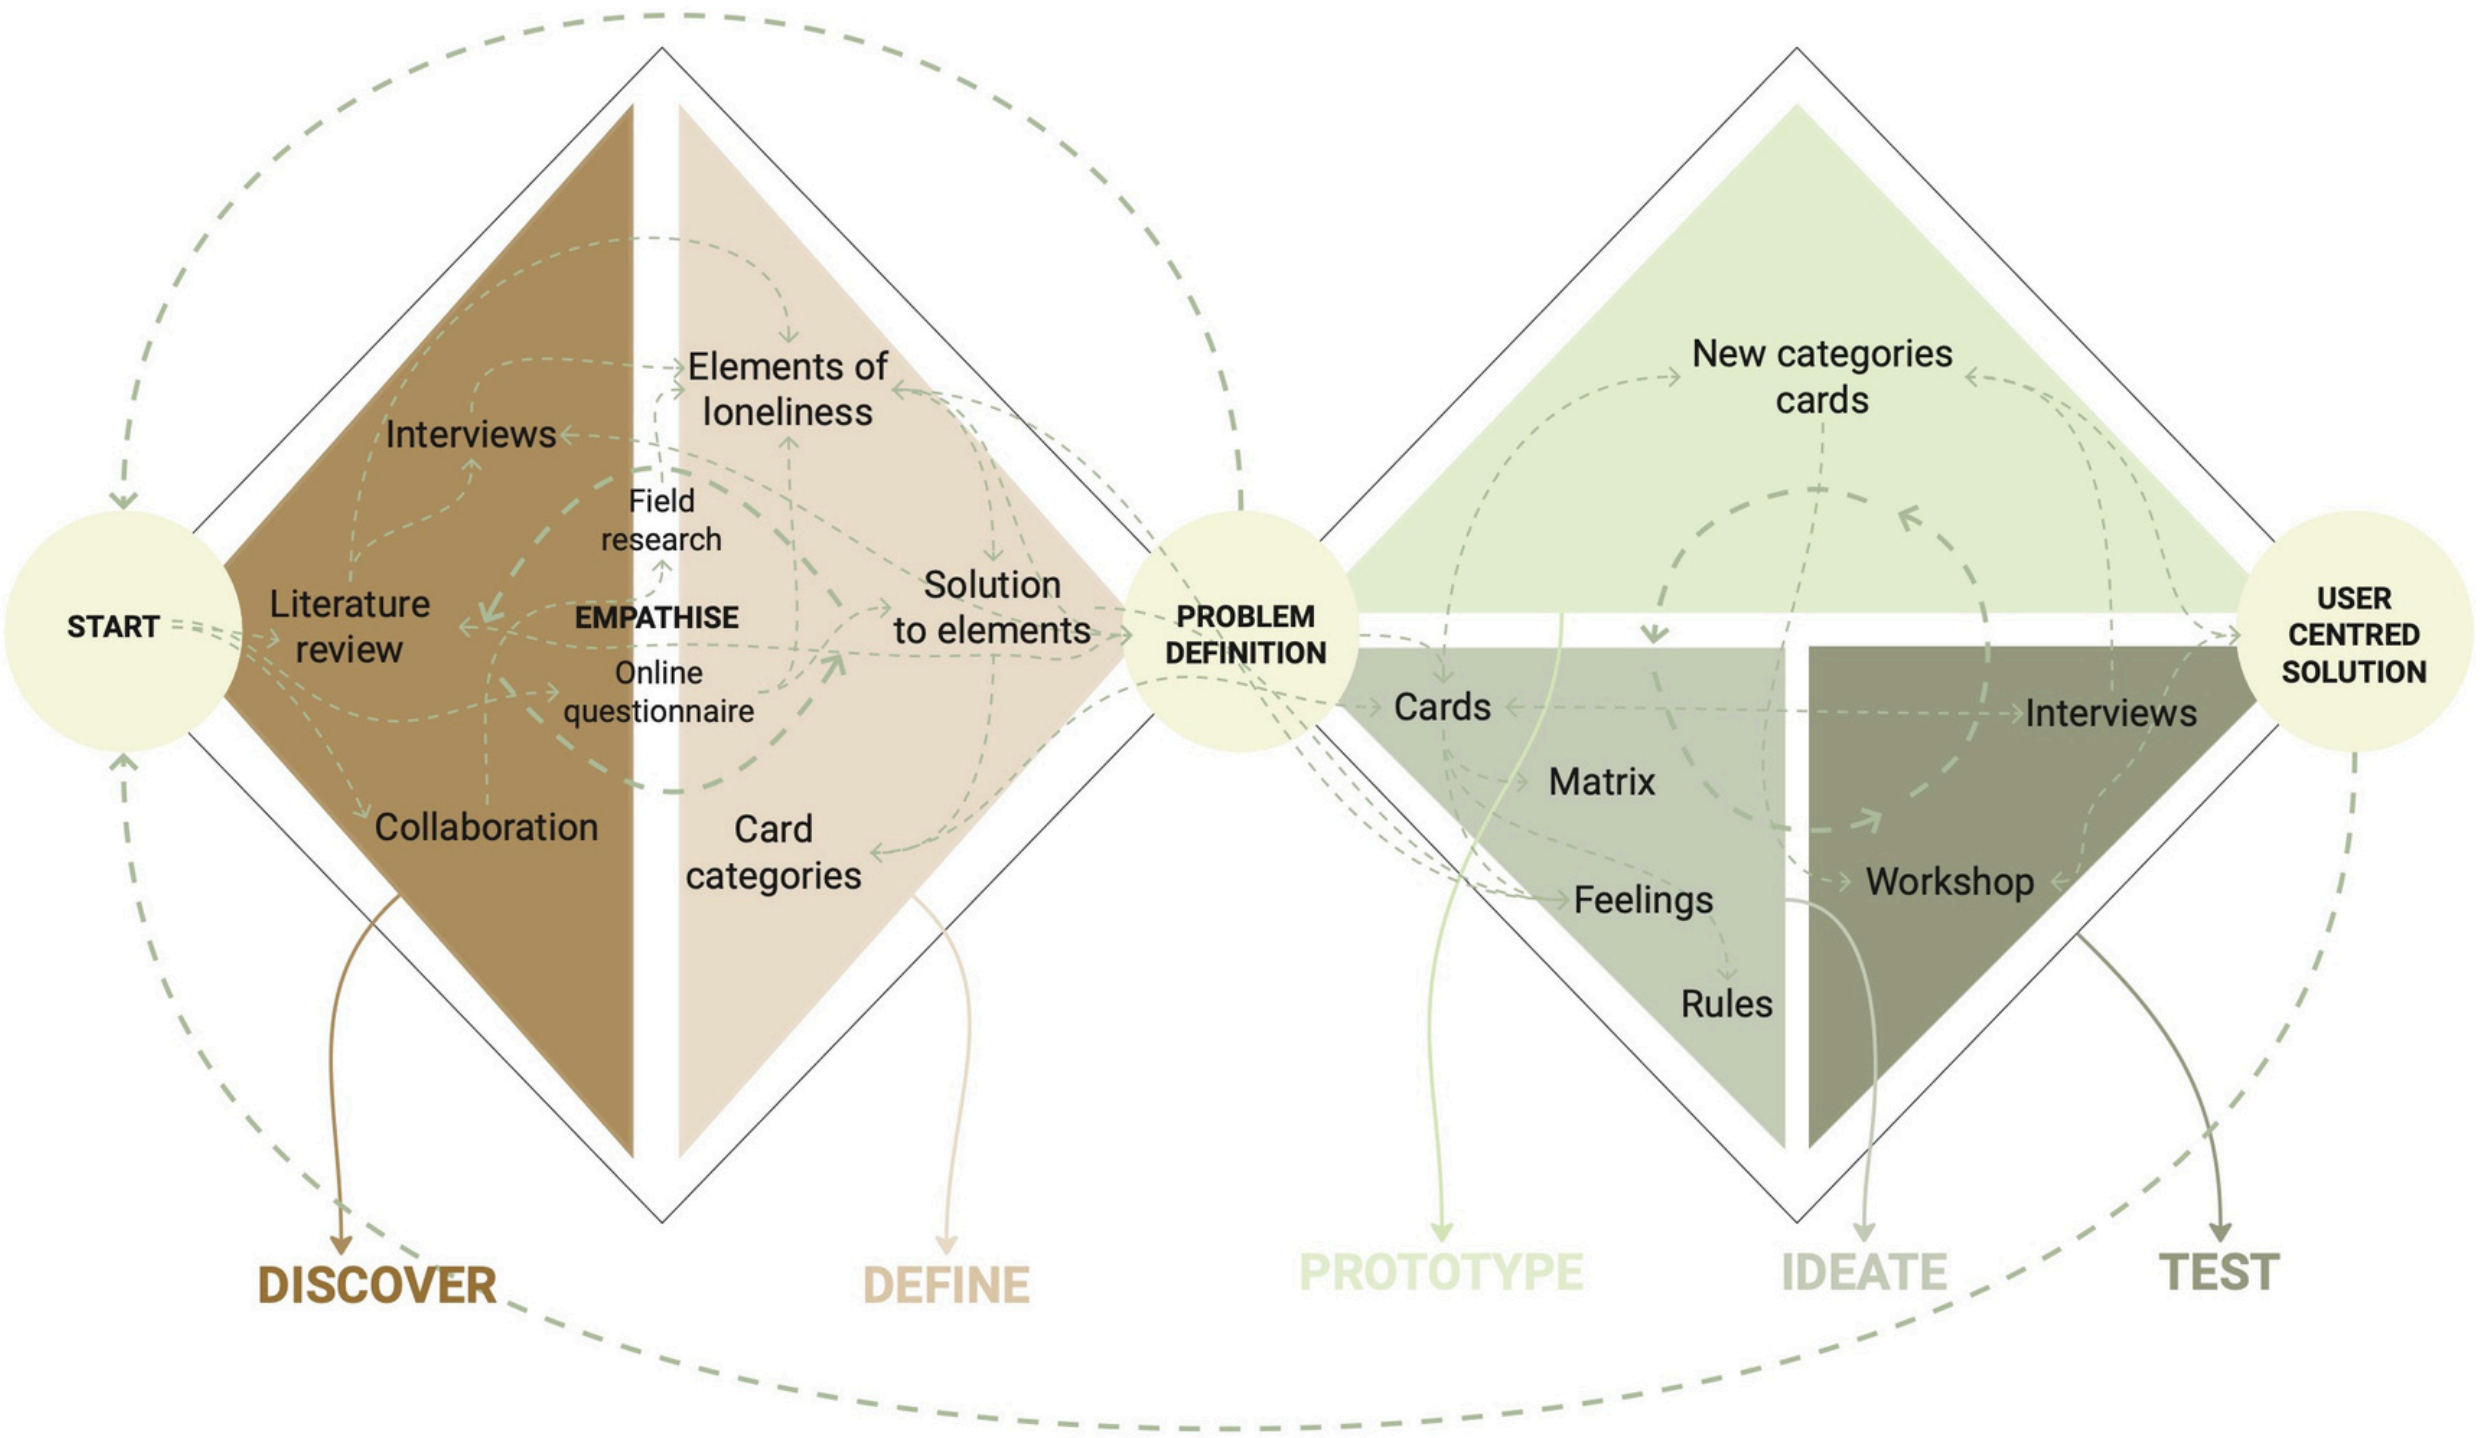 START
Literature
review
Interviews
Collaboration
Field
research
EMPATHISE
Online
questionnaire
Elements of
loneliness
Solution
to elements
Card
categories
PROBLEM
DEFINITION
New categories
cards
Cards
Matrix
Feelings
Rules
Interviews
Workshop
USER
CENTRED
SOLUTION
DISCOVER
DEFINE
PROTOTYPE
IDEATE
TEST